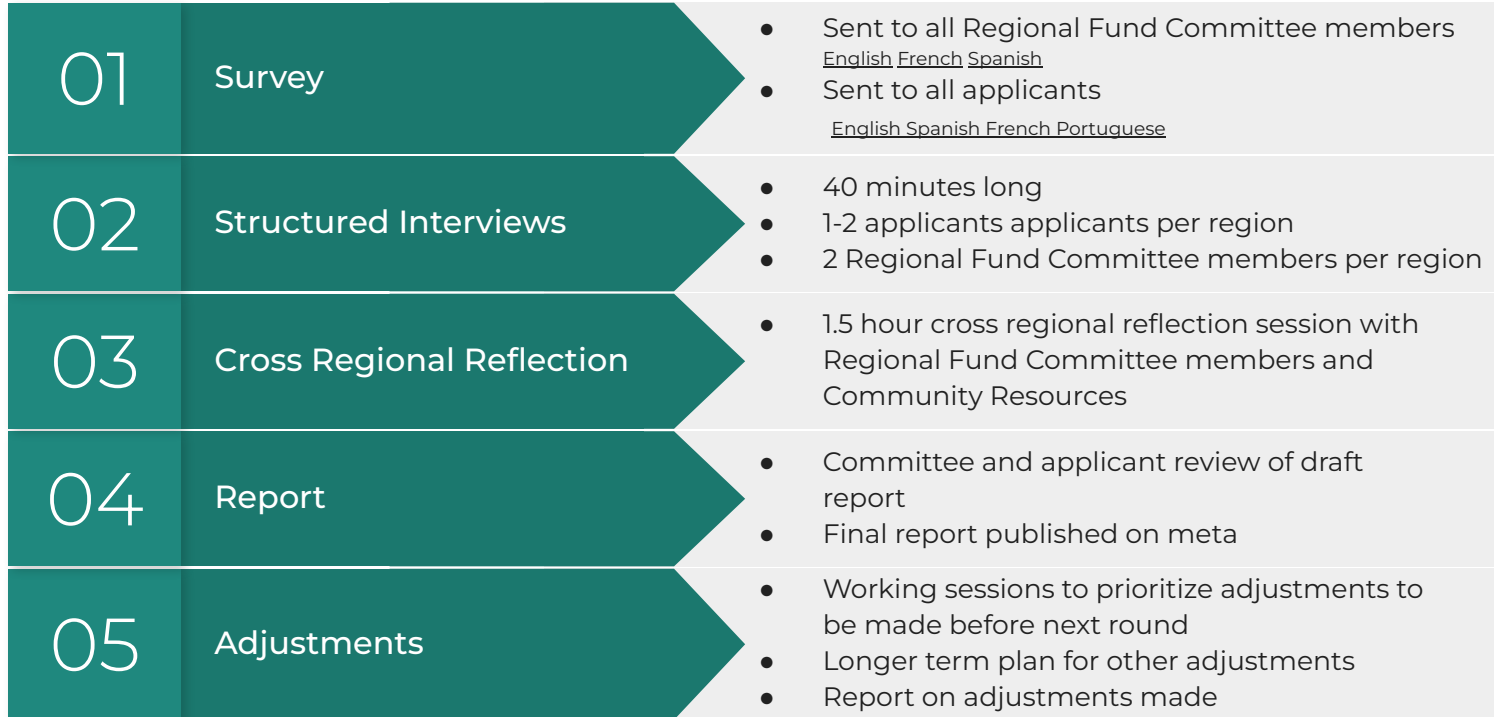 01
Survey
● Sent to all Regional Fund Committee members
English French Spanish
● Sent to all applicants
English Spanish French Portuguese
02
Structured Interviews
● 40 minutes long
● 1-2 applicants applicants per region
● 2 Regional Fund Committee members per region
03
Cross Regional Reflection
● 1.5 hour cross regional reflection session with
Regional Fund Committee members and
Community Resources
04
Report
● Committee and applicant review of draft
report
● Final report published on meta
05
Adjustments
● Working sessions to prioritize adjustments to
be made before next round
● Longer term plan for other adjustments
● Report on adjustments made